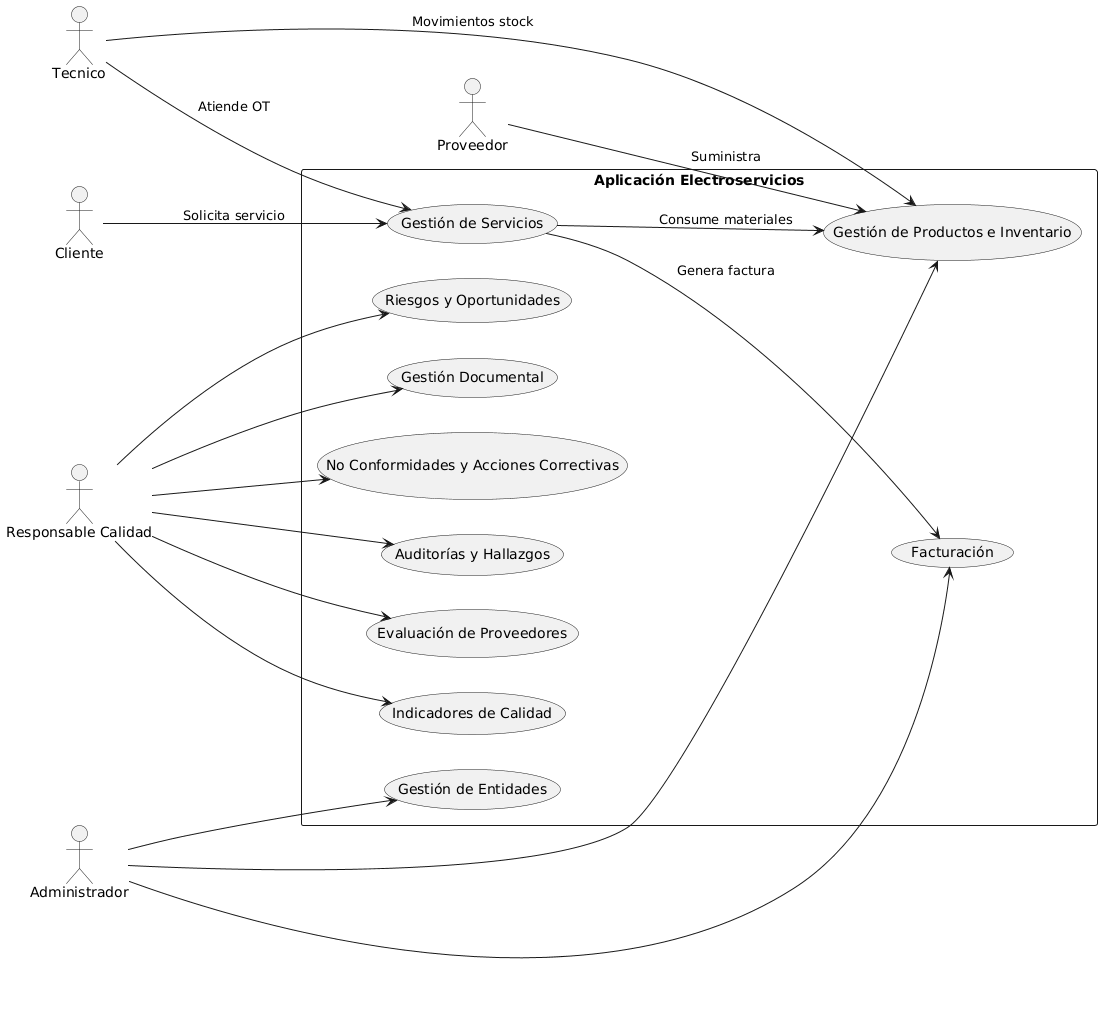 Movimientos stock
Tecnico
Atiende OT
Proveedor
Suministra
Aplicación Electroservicios
Solicita servicio
Cliente
Gestión de Servicios
Consume materiales
Gestión de Productos e Inventario
Genera factura
Riesgos y Oportunidades
Gestión Documental
No Conformidades y Acciones Correctivas
Responsable Calidad
Auditorías y Hallazgos
Facturación
Evaluación de Proveedores
Indicadores de Calidad
Gestión de Entidades
Administrador